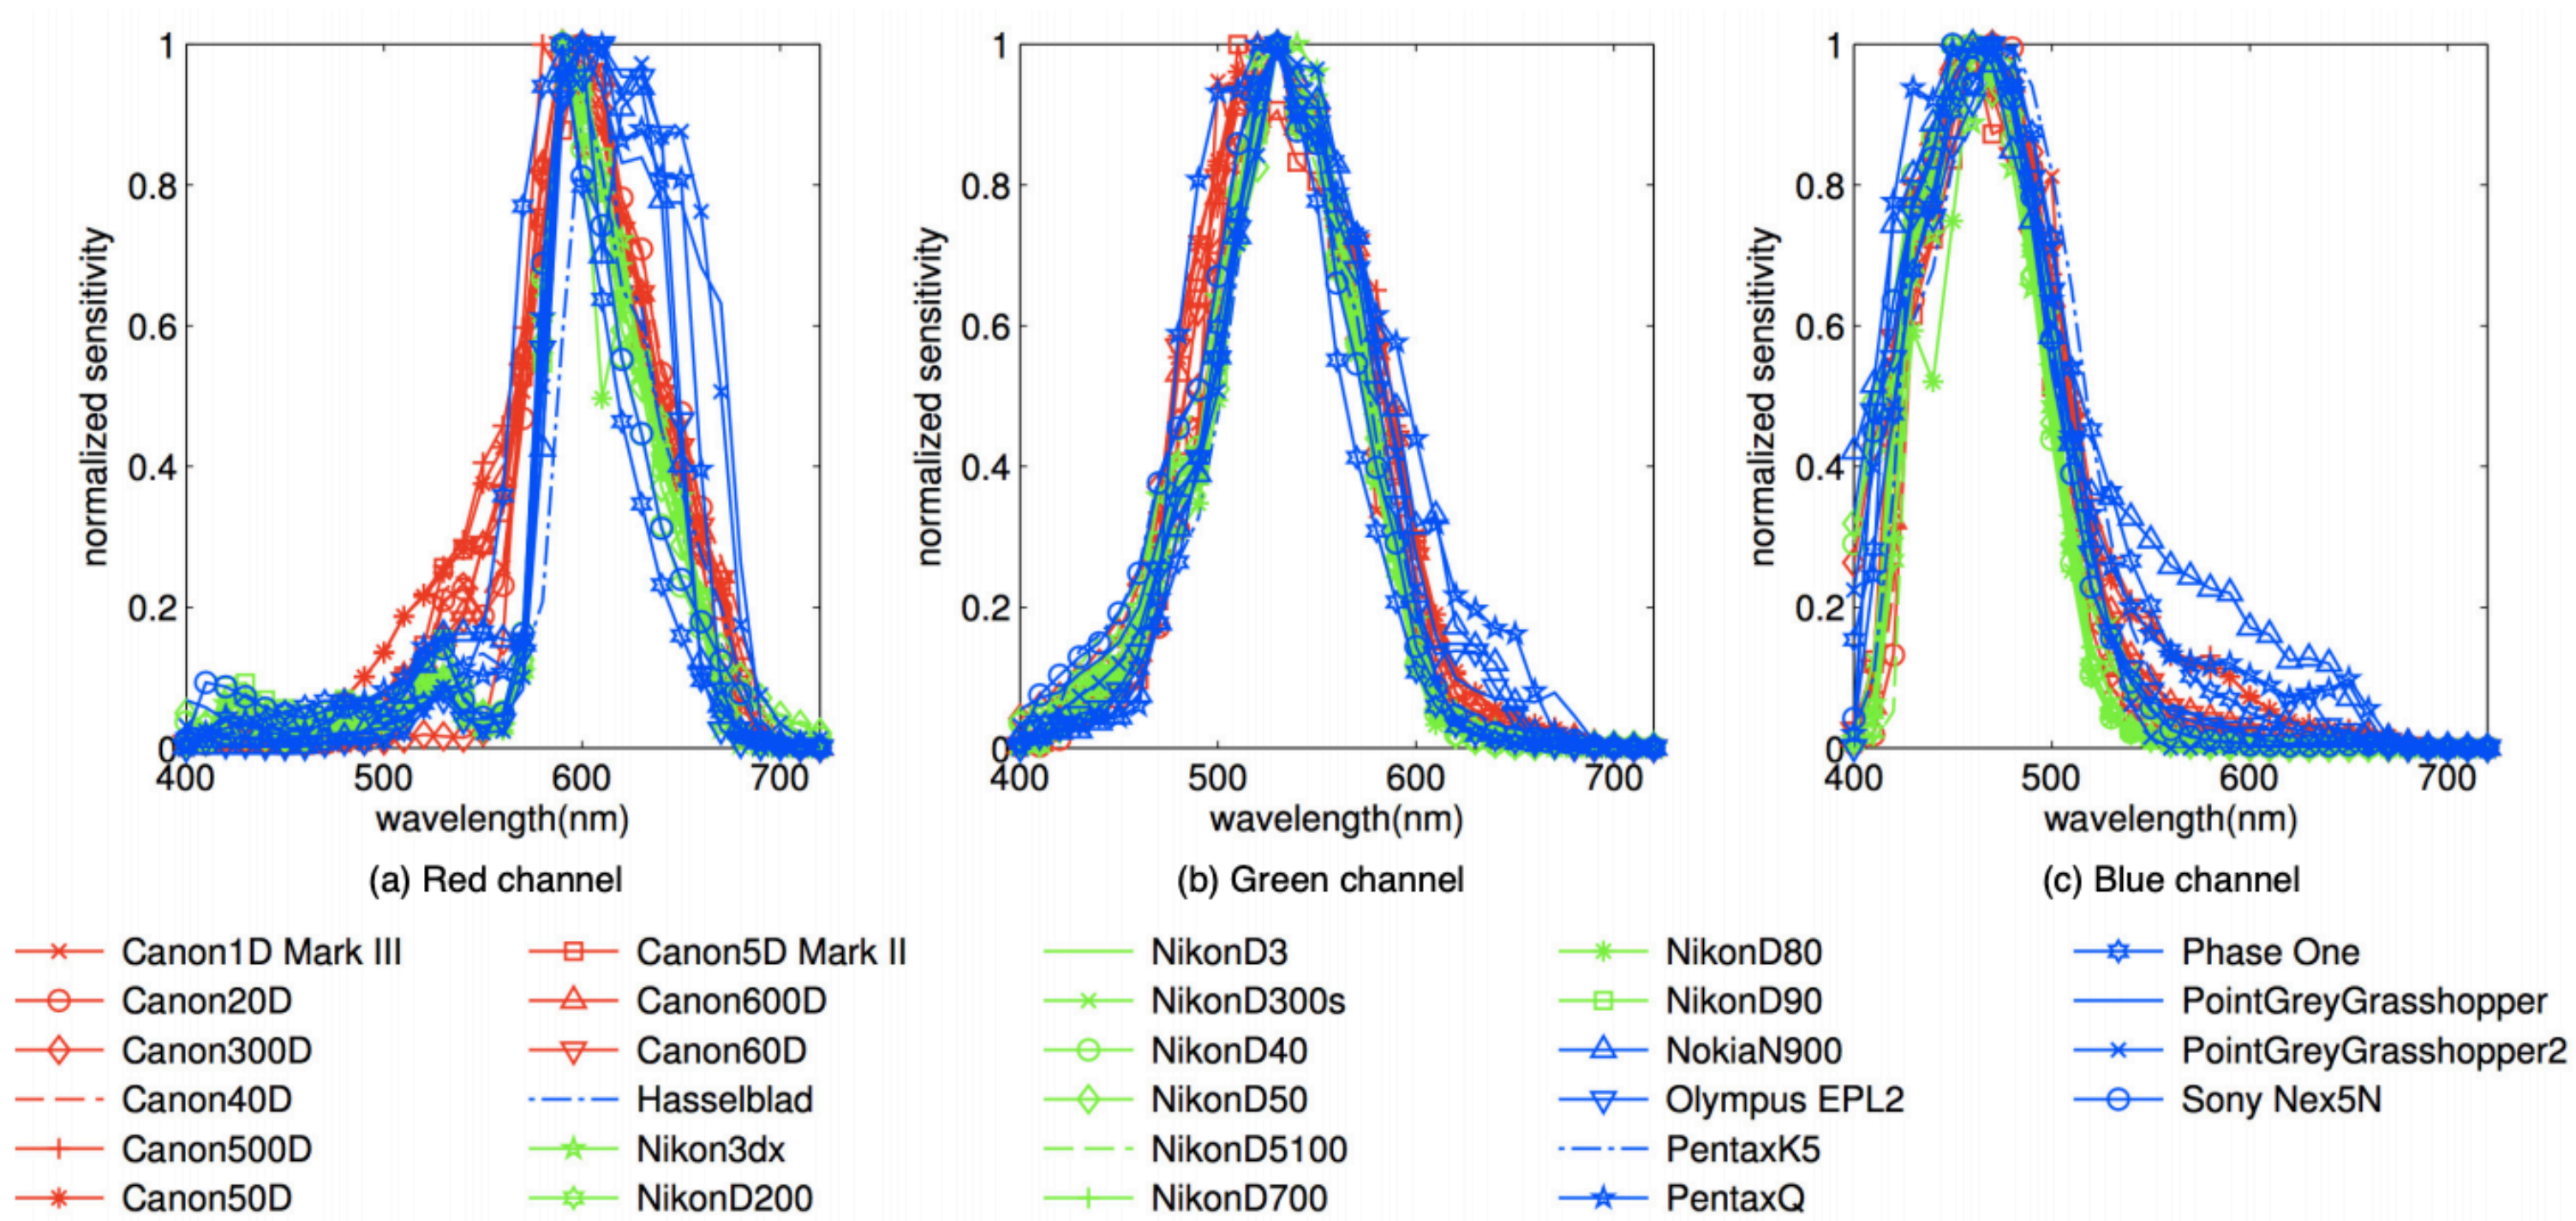 1
0.8
0.6
0.4
0.2
0
400 500 600 700
normalized sensitivity
wavelength(nm)
(a) Red channel
1
0.8
0.6
0.4
0.2
0
400 500 600 700
normalized sensitivity
wavelength(nm)
(b) Green channel
1
0.8
0.6
0.4
0.2
0
400 500 600 700
normalized sensitivity
wavelength(nm)
(c) Blue channel
Canon1D Mark III
Canon20D
Canon300D
Canon40D
Canon500D
Canon50D
Canon5D Mark II
Canon600D
Canon60D
Hasselblad
Nikon3dx
NikonD200
NikonD3
NikonD300s
NikonD40
NikonD50
NikonD5100
NikonD700
NikonD80
NikonD90
NokiaN900
Olympus EPL2
PentaxK5
PentaxQ
Phase One
PointGreyGrasshopper
PointGreyGrasshopper2
Sony Nex5N